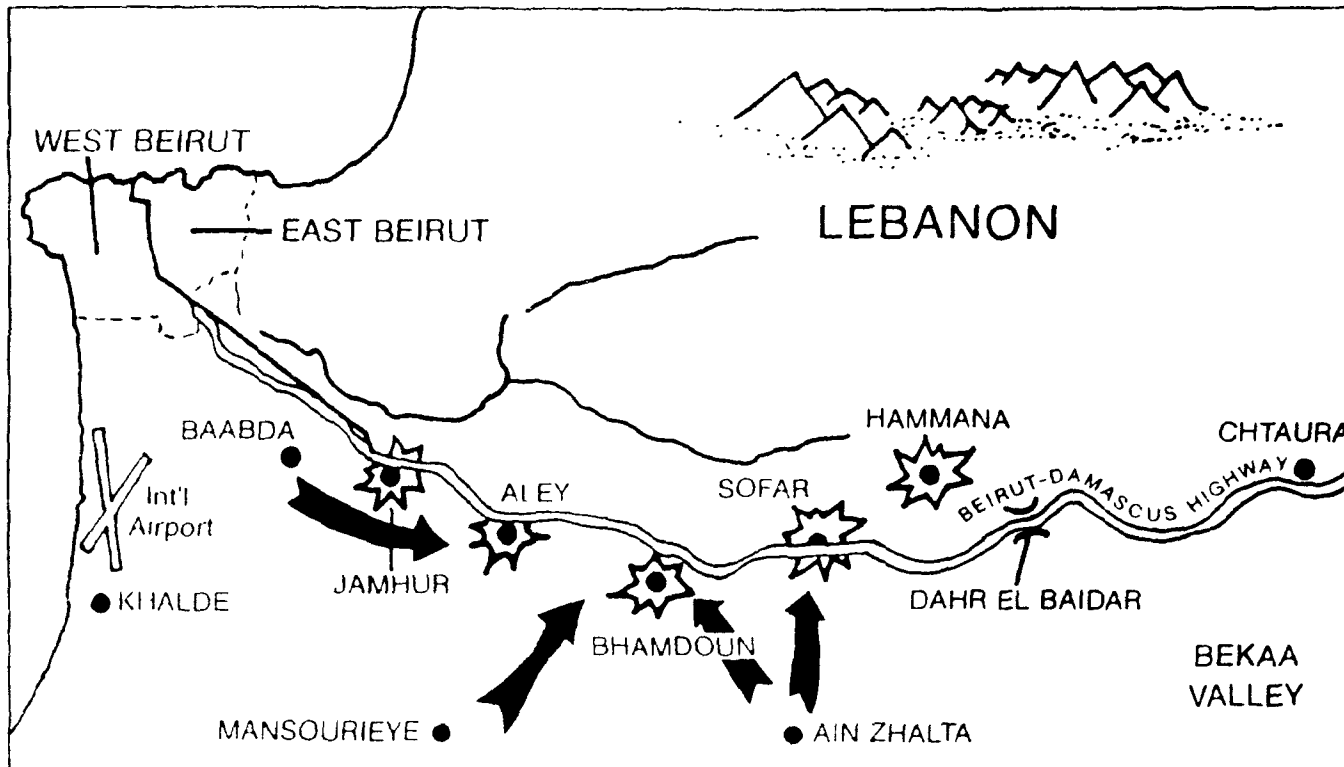 WEST BEIRUT
EAST BEIRUT
LEBANON
HAMMANA
CHTAURA
BAABDA
ALEY
SOFAR
BEIRUT-DAMASCUS HIGHWAY
Int'l
Airport
JAMHUR
KHALDE
DAHR EL BAIDAR
BHAMDOUN
BEKAA
VALLEY
MANSOURIEYE
AIN ZHALTA